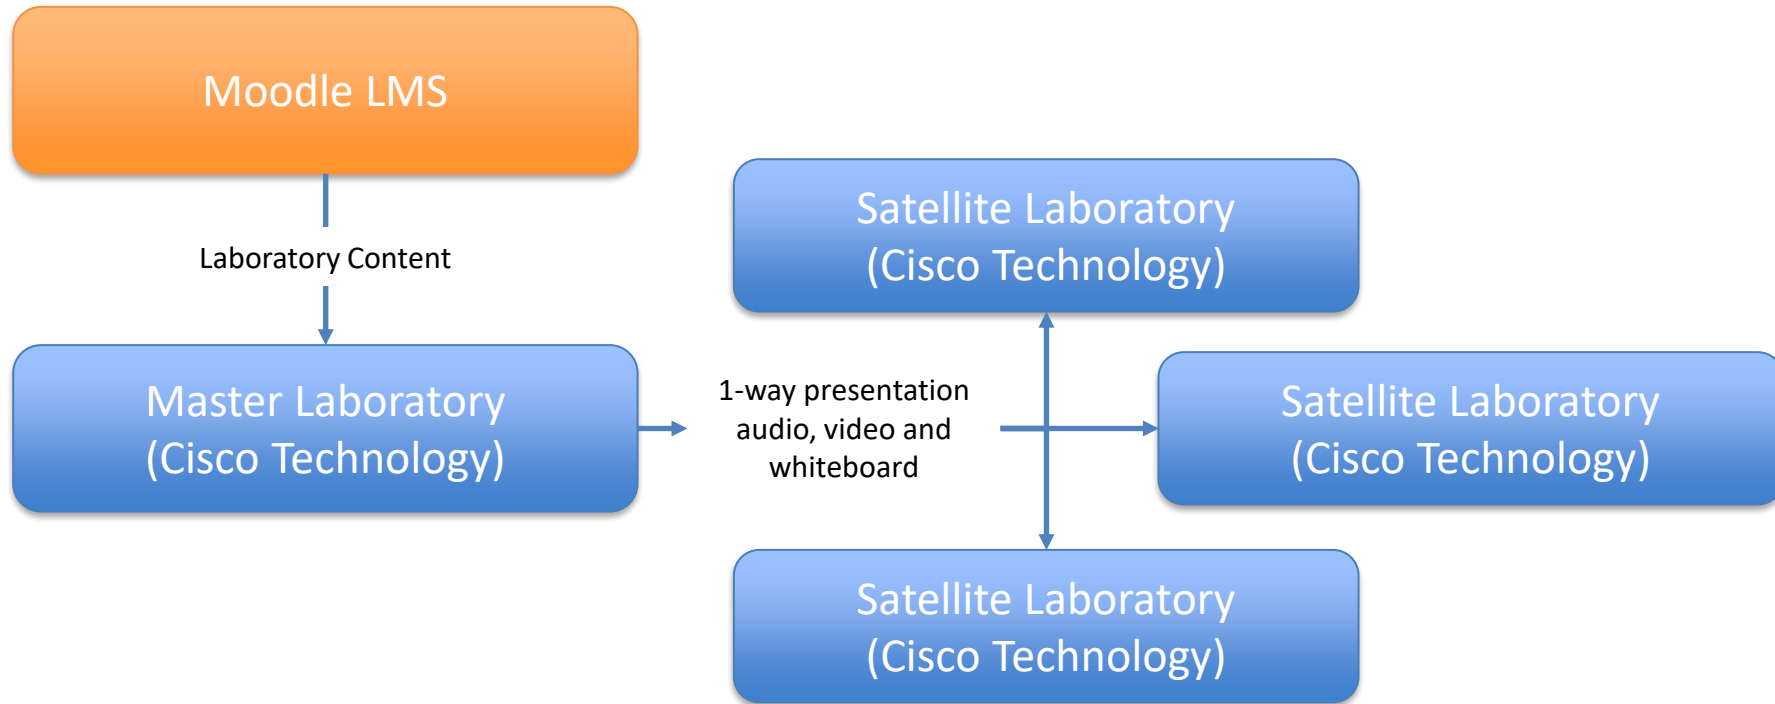 Moodle LMS
Laboratory Content
Master Laboratory
(Cisco Technology)
1-way presentation
audio, video and
whiteboard
Satellite Laboratory
(Cisco Technology)
Satellite Laboratory
(Cisco Technology)
Satellite Laboratory
(Cisco Technology)